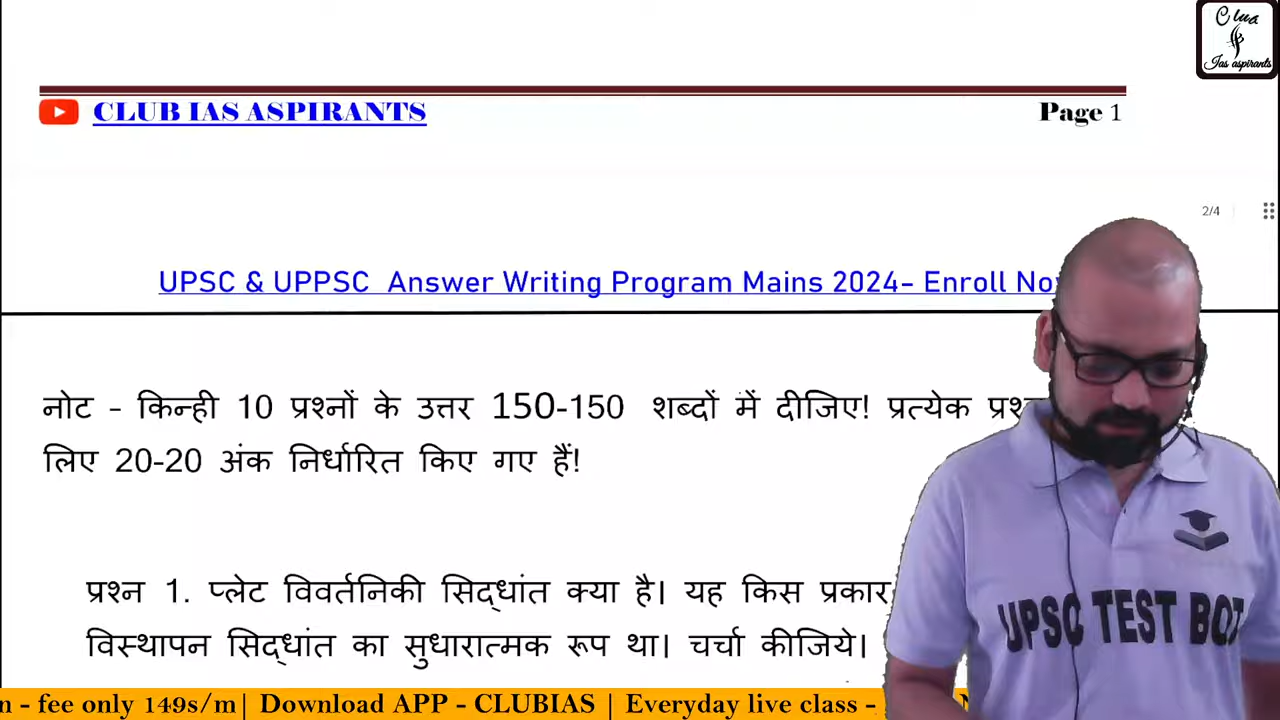 Club
Ias aspirants
CLUB IAS ASPIRANTS
Page 1
2/4
UPSC & UPPSC Answer Writing Program Mains 2024- Enroll
नोट - किन्ही 10 प्रश्नों के उत्तर 150-150 शब्दों में दीजिए! प्रत्येक
लिए 20-20 अंक निर्धारित किए गए हैं!
प्रश्न 1. प्लेट विवर्तनिकी सिद्धांत क्या है। यह किस प्रकार
विस्थापन सिद्धांत का सुधारात्मक रूप था। चर्चा कीजिये।
UPSC TEST BOT
- fee only 149s/m| Download APP - CLUBIAS | Everyday live class -